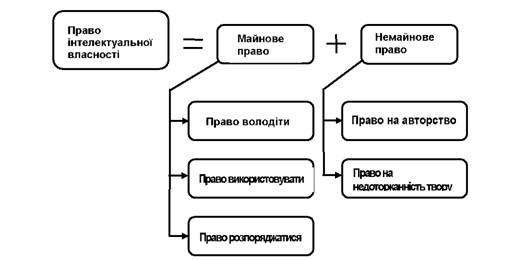 Право
інтелектуальної
власності
=
Майнове
право
+
Немайнове
право
Право володіти
Право на авторство
Право використовувати
Право на
недоторканність твору
Право розпоряджатися